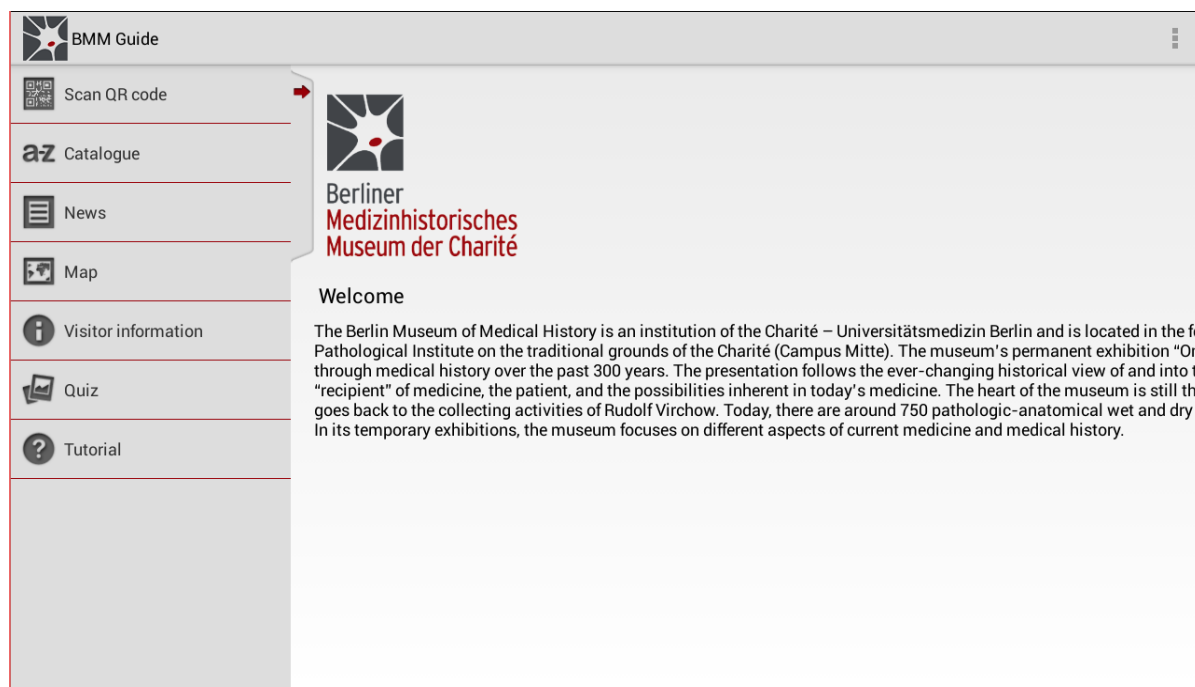 BMM Guide
Scan QR code
a-z Catalogue
News
Map
Visitor information
Quiz
? Tutorial
Berliner
Medizinhistorisches
Museum der Charité
Welcome
The Berlin Museum of Medical History is an institution of the Charité – Universitätsmedizin Berlin and is located in the
Pathological Institute on the traditional grounds of the Charité (Campus Mitte). The museum's permanent exhibition
through medical history over the past 300 years. The presentation follows the ever-changing historical view of and into
“recipient” of medicine, the patient, and the possibilities inherent in today's medicine. The heart of the museum is still
goes back to the collecting activities of Rudolf Virchow. Today, there are around 750 pathologic-anatomical wet and dry
In its temporary exhibitions, the museum focuses on different aspects of current medicine and medical history.